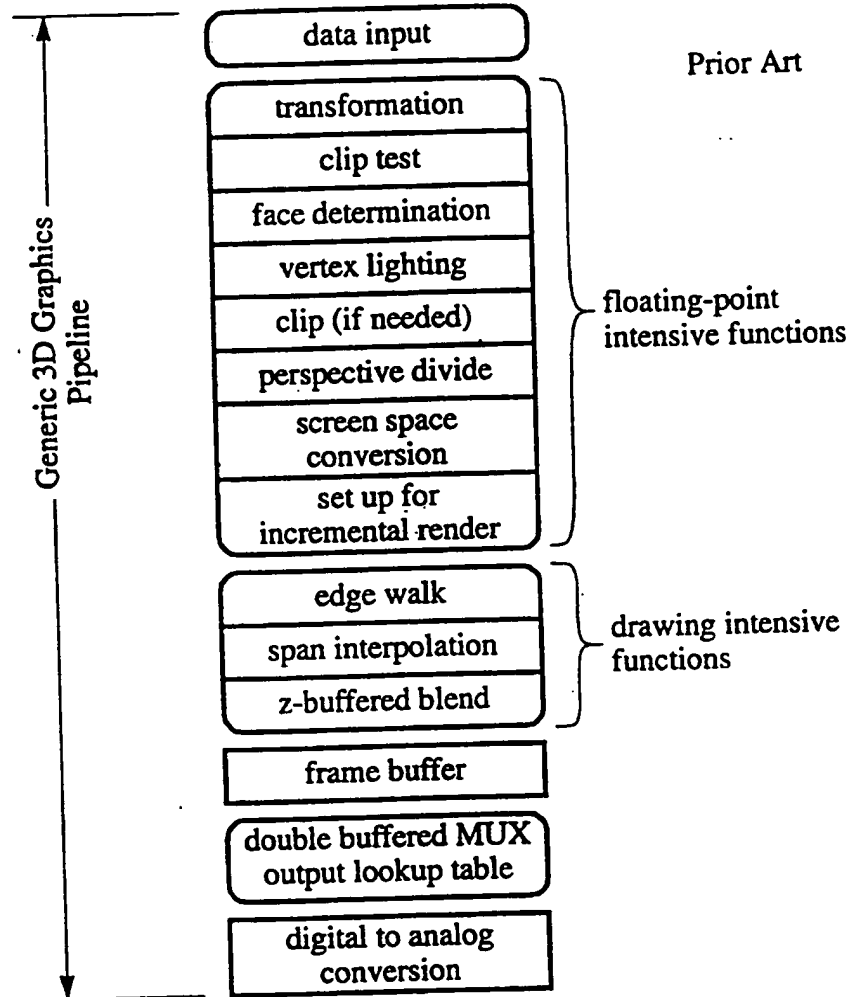 data input
Prior Art
transformation
clip test
face determination
vertex lighting
clip (if needed)
perspective divide
screen space
conversion
set up for
incremental render
floating-point
intensive functions
Generic 3D Graphics
Pipeline
edge walk
span interpolation
z-buffered blend
drawing intensive
functions
frame buffer
double buffered MUX
output lookup table
digital to analog
conversion